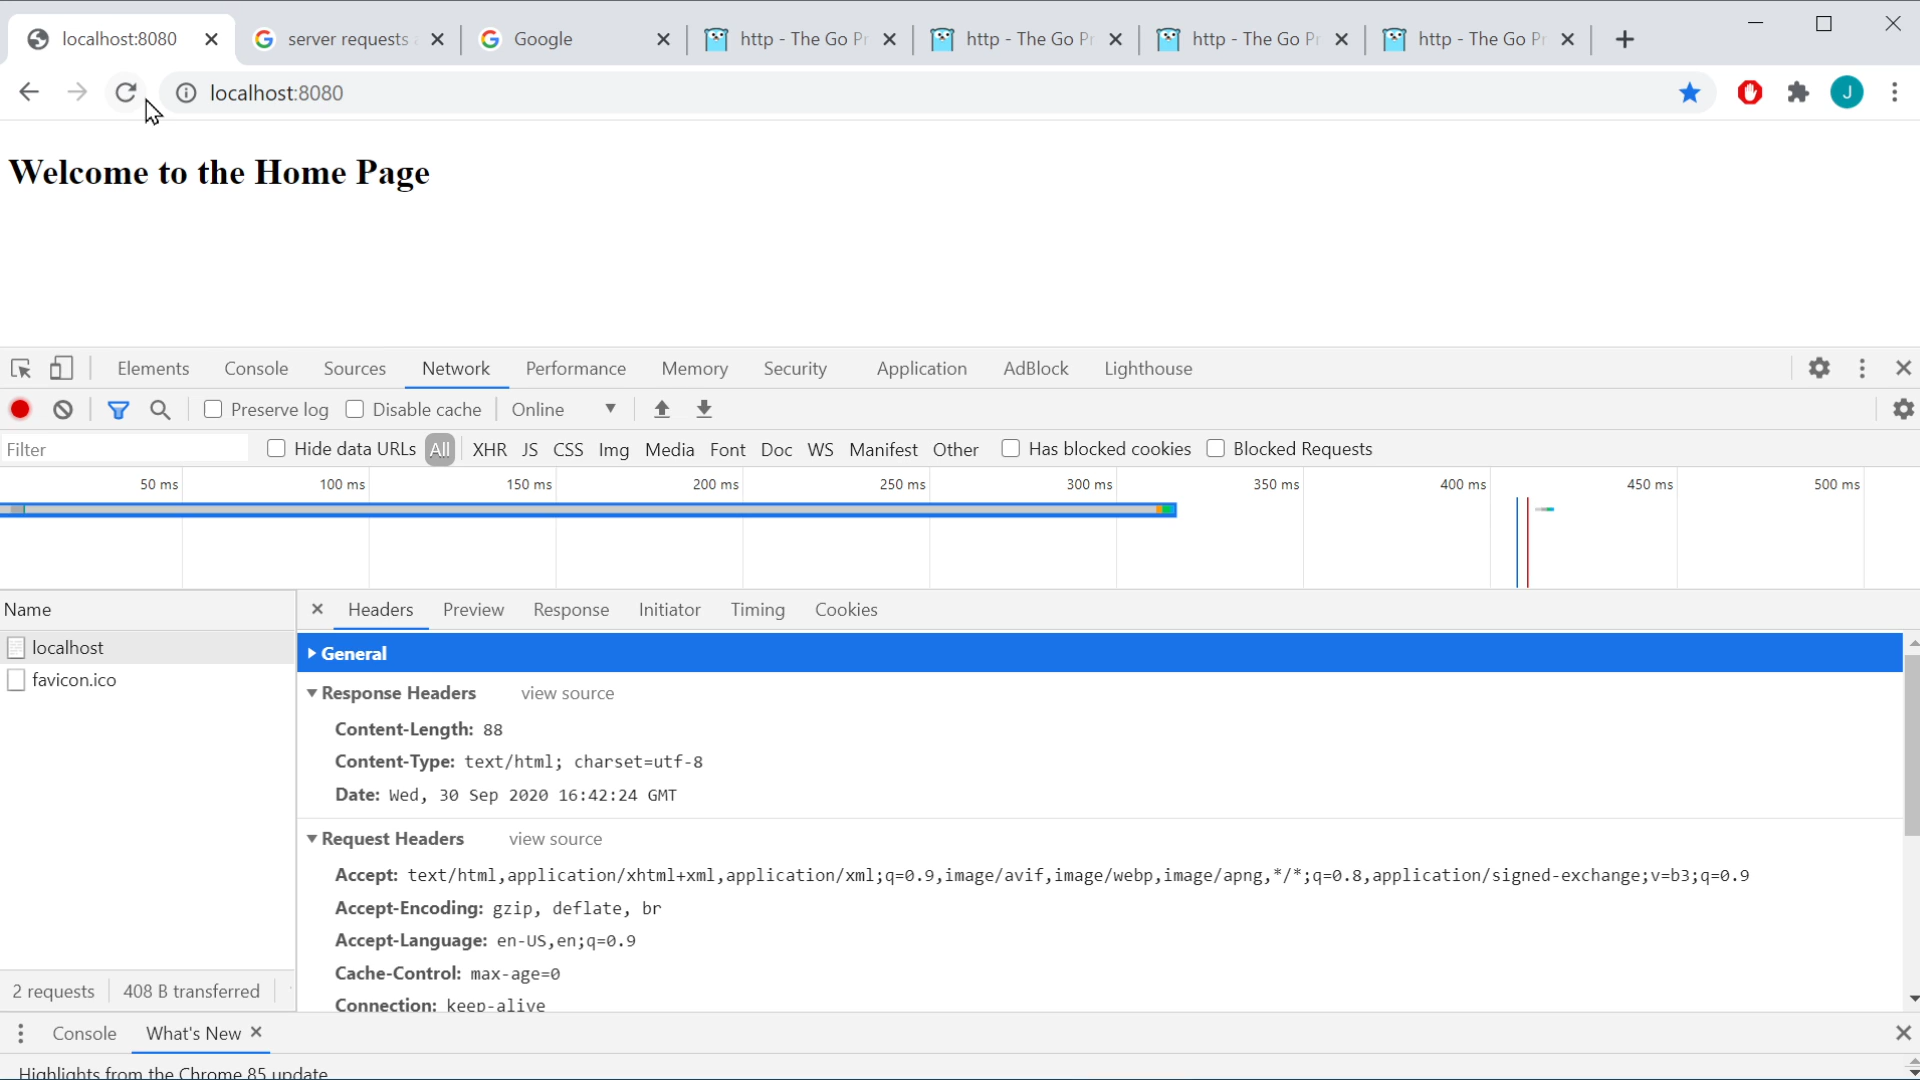 localhost:8080
server requests
Google
http - The Go Pr
http - The Go Pr
http - The Go Pr
http - The Go Pr
localhost:8080
J
Welcome to the Home Page
Elements Console Sources Network Performance Memory Security Application AdBlock Lighthouse
Preserve log Disable cache Online
Filter Hide data URLs All XHR JS CSS Img Media Font Doc WS Manifest Other Has blocked cookies Blocked Requests
50 ms 100 ms 150 ms 200 ms 250 ms 300 ms 350 ms 400 ms 450 ms 500 ms
Name
Headers Preview Response Initiator Timing Cookies
localhost
favicon.ico
General
Response Headers view source
Content-Length: 88
Content-Type: text/html; charset=utf-8
Date: Wed, 30 Sep 2020 16:42:24 GMT
Request Headers view source
Accept: text/html,application/xhtml+xml,application/xml;q=0.9,image/avif,image/webp,image/apng,*/*;q=0.8,application/signed-exchange;v=b3;q=0.9
Accept-Encoding: gzip, deflate, br
Accept-Language: en-US,en;q=0.9
Cache-Control: max-age=0
Connection: keep-alive
2 requests 408 B transferred
Console What's New
Highlights from the Chrome 85 update